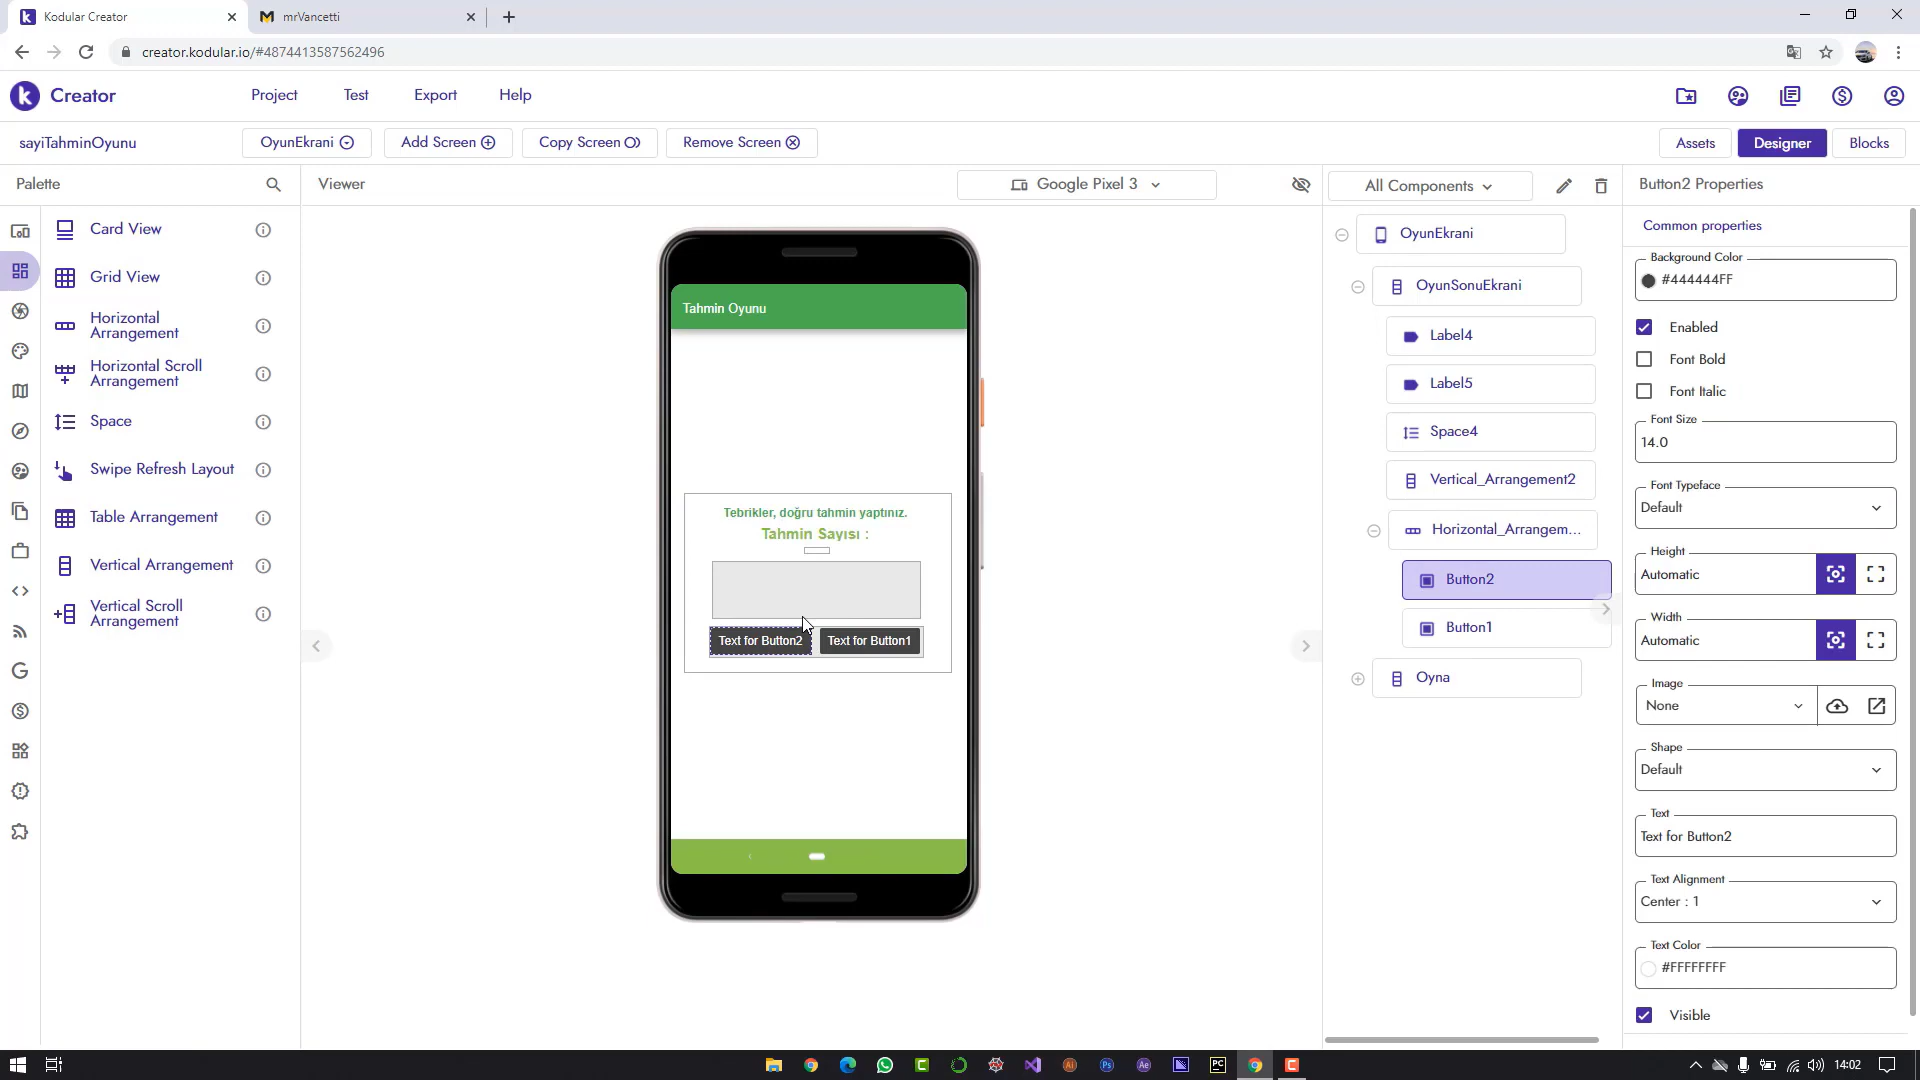 Kodular Creator
mrVancetti
creator.kodular.io/#4874413587562496
Creator
Project
Test
Export
Help
sayiTahminOyunu
OyunEkrani
Add Screen
Copy Screen
Remove Screen
Assets
Designer
Blocks
Palette
Viewer
Google Pixel 3
All Components
Button2 Properties
Card View
Grid View
Horizontal
Arrangement
Horizontal Scroll
Arrangement
Space
Swipe Refresh Layout
Table Arrangement
Vertical Arrangement
Vertical Scroll
Arrangement
Tahmin Oyunu
Tebrikler, doğru tahmin yaptınız.
Tahmin Sayısı :
Text for Button2
Text for Button1
OyunEkrani
OyunSonuEkrani
Label4
Label5
Space4
Vertical_Arrangement2
Horizontal_Arrangem...
Button2
Button1
Oyna
Common properties
Background Color
#444444FF
Enabled
Font Bold
Font Italic
Font Size
14.0
Font Typeface
Default
Height
Automatic
Width
Automatic
Image
None
Shape
Default
Text
Text for Button2
Text Alignment
Center : 1
Text Color
#FFFFFFFF
Visible
Ai
Ps
Ae
PC
14:02